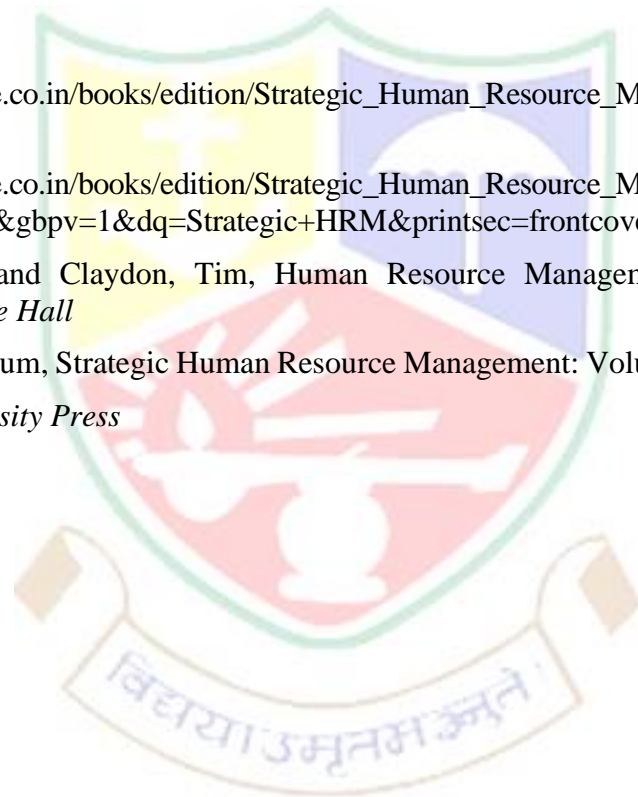 e.co.in/books/edition/Strategic_Human_Resource_M
e.co.in/books/edition/Strategic_Human_Resource_M
&gbpv=1&dq=Strategic+HRM&printsec=frontcove
and Claydon, Tim, Human Resource Managem
e Hall
um, Strategic Human Resource Management: Volu
sity Press
विद्ययाऽमृतमश्नुते